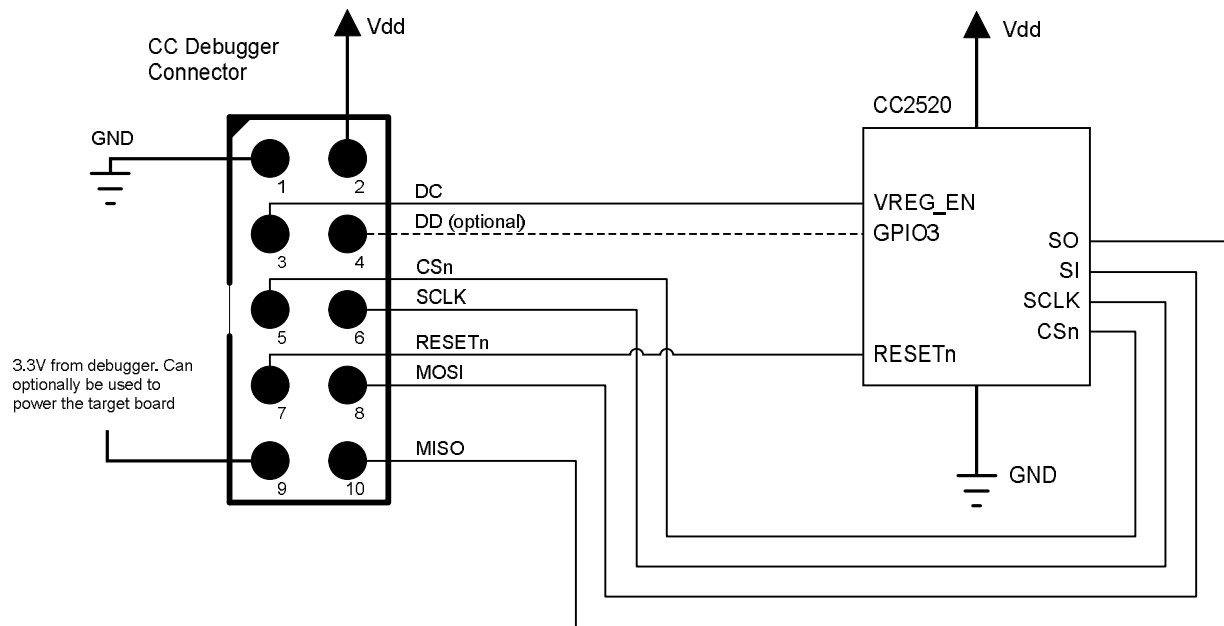 CC Debugger
Connector
Vdd
GND
1
2
3
4
5
6
7
8
9
10
DC
DD (optional)
CSn
SCLK
RESETn
MOSI
MISO
3.3V from debugger. Can
optionally be used to
power the target board
Vdd
CC2520
VREG_EN
GPIO3
RESETn
SO
SI
SCLK
CSn
GND